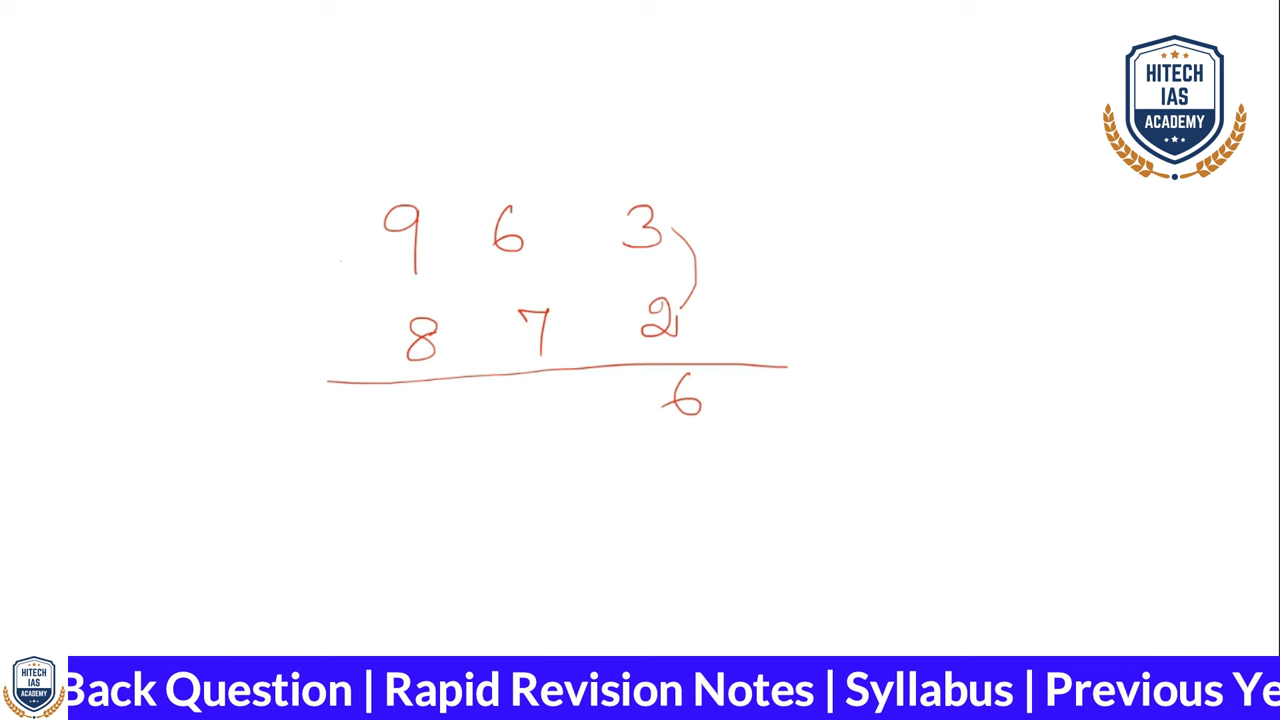 HITECH
IAS
ACADEMY
9 6 3
8 7 2
6
HITECH
IAS
ACADEMY
Back Question | Rapid Revision Notes | Syllabus | Previous Ye